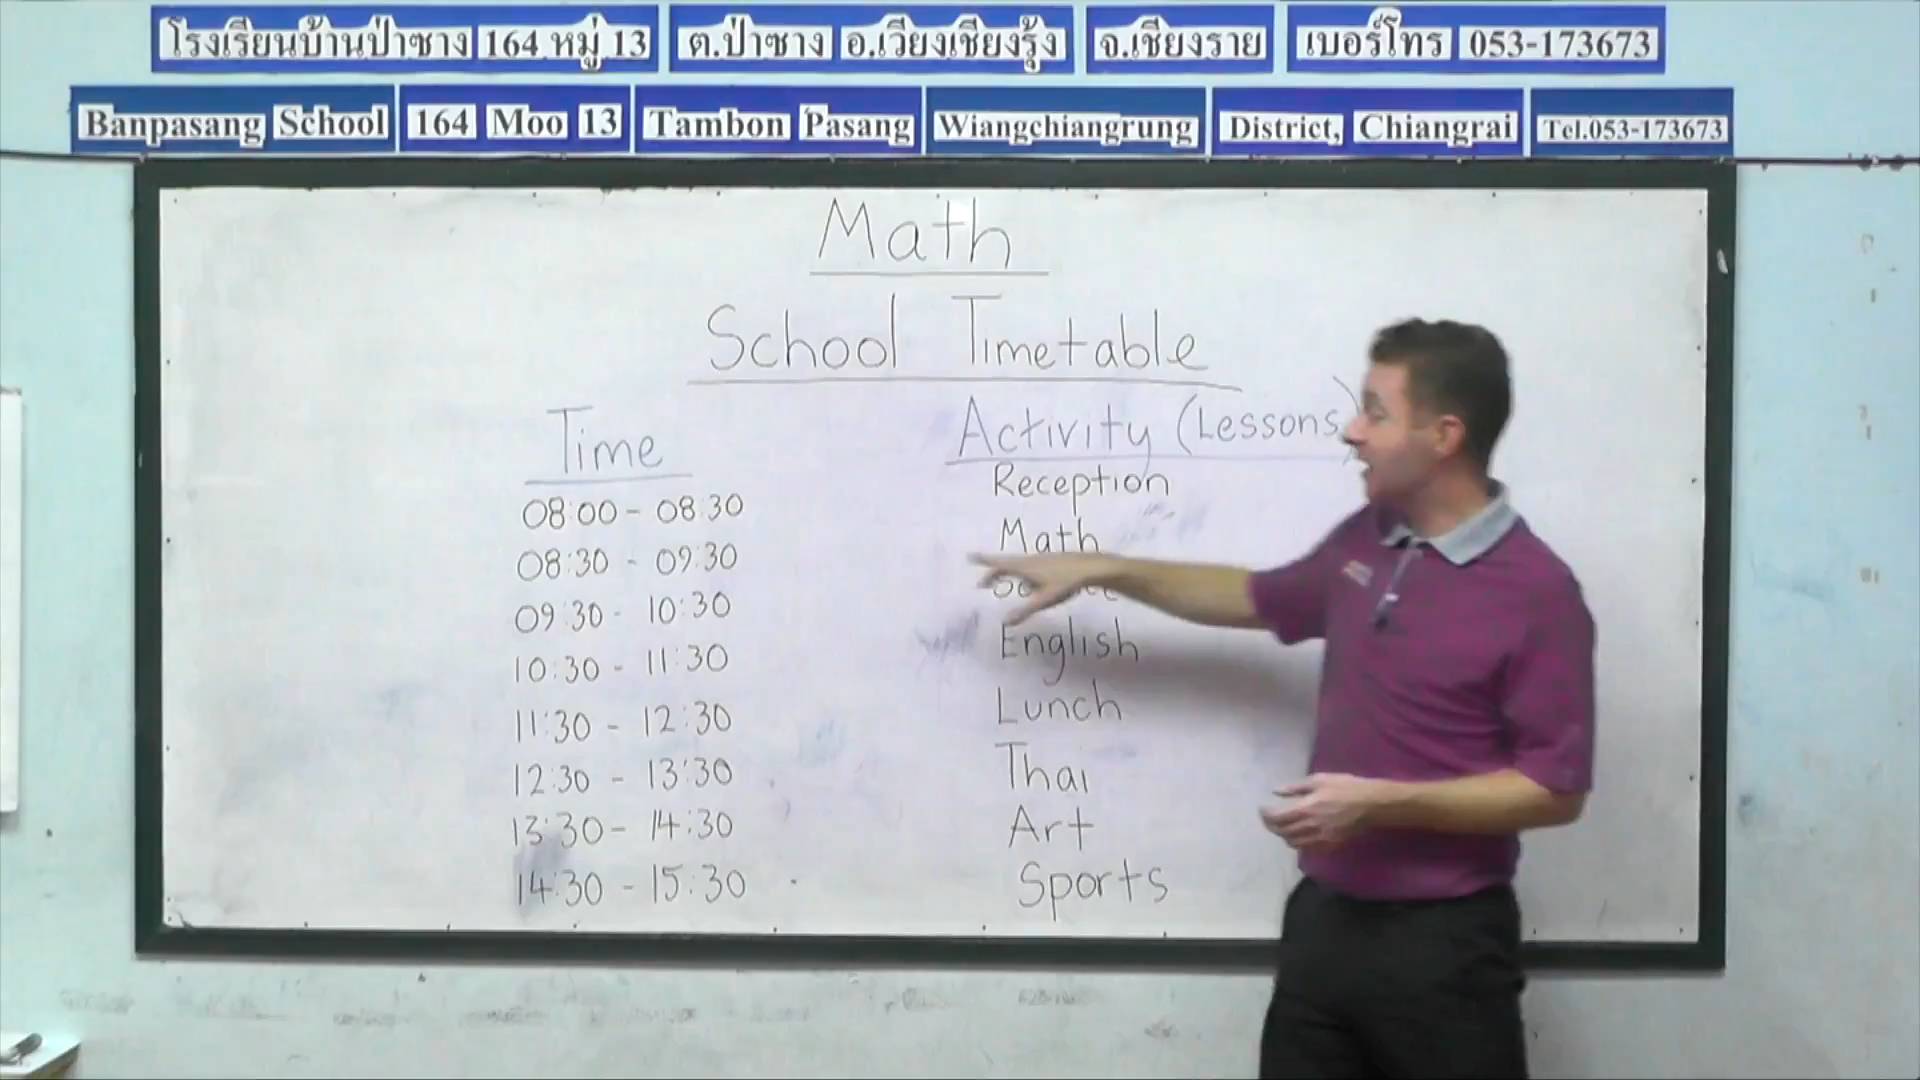 โรงเรียนบ้านป่าซาง 164 หมู่ 13 ต.ป่าซาง อ.เวียงเชียงรุ้ง จ.เชียงราย เบอร์โทร 053-173673
Banpasang School 164 Moo 13 Tambon Pasang Wiangchiangrung District, Chiangrai Tel.053-173673
Math
School Timetable
Time Activity (Lessons)
08:00 - 08:30 Reception
08:30 - 09:30 Math
09:30 - 10:30
10:30 - 11:30 English
11:30 - 12:30 Lunch
12:30 - 13:30 Thai
13:30 - 14:30 Art
14:30 - 15:30 Sports